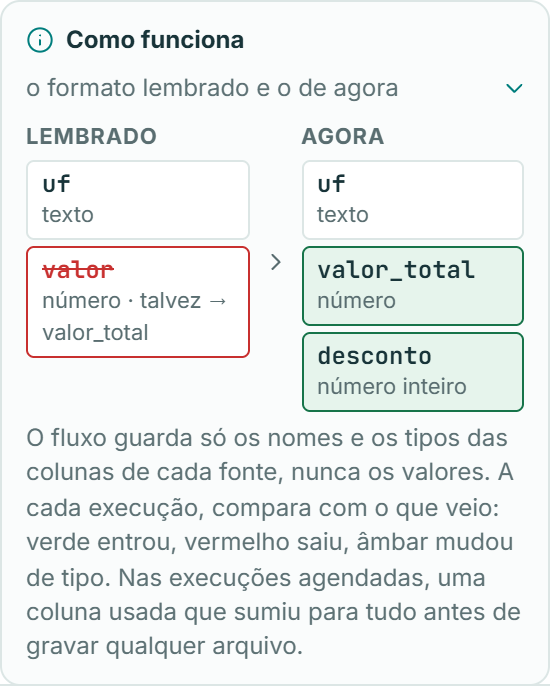 Como funciona
o formato lembrado e o de agora
LEMBRADO
uf
texto
valor
número · talvez →
valor_total
AGORA
uf
texto
valor_total
número
desconto
número inteiro
O fluxo guarda só os nomes e os tipos das
colunas de cada fonte, nunca os valores. A
cada execução, compara com o que veio:
verde entrou, vermelho saiu, âmbar mudou
de tipo. Nas execuções agendadas, uma
coluna usada que sumiu para tudo antes de
gravar qualquer arquivo.